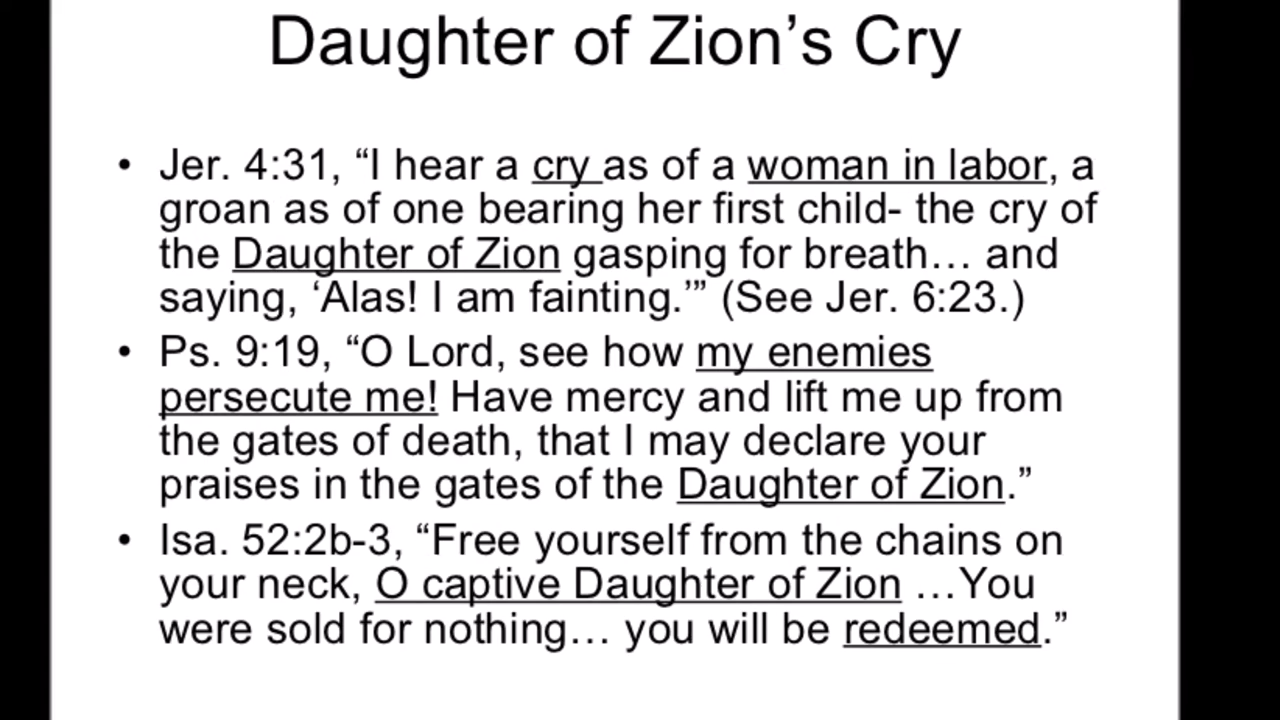 Daughter of Zion’s Cry
• Jer. 4:31, “I hear a cry as of a woman in labor, a
groan as of one bearing her first child- the cry of
the Daughter of Zion gasping for breath… and
saying, ‘Alas! I am fainting.’” (See Jer. 6:23.)
• Ps. 9:19, “O Lord, see how my enemies
persecute me! Have mercy and lift me up from
the gates of death, that I may declare your
praises in the gates of the Daughter of Zion.”
• Isa. 52:2b-3, “Free yourself from the chains on
your neck, O captive Daughter of Zion …You
were sold for nothing… you will be redeemed.”